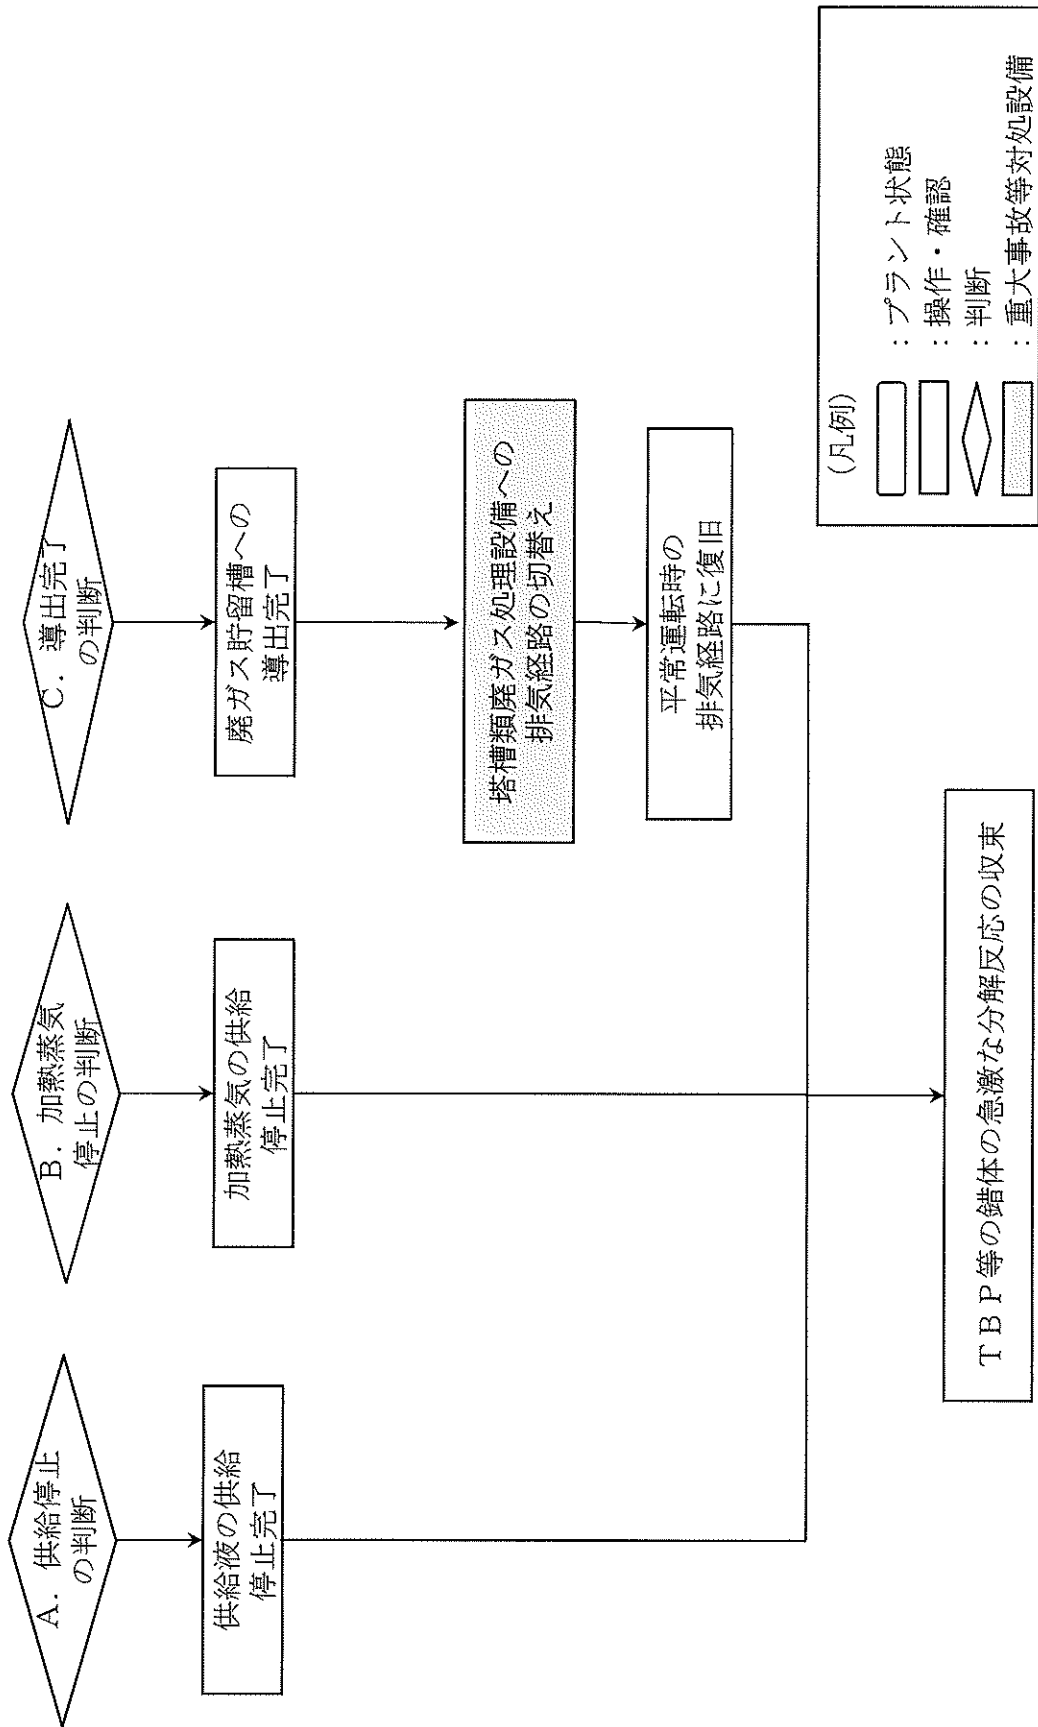 A. 供給停止
の判断
供給液の供給
停止完了
B. 加熱蒸気
停止の判断
加熱蒸気の供給
停止完了
C. 導出完了
の判断
廃ガス貯留槽への
導出完了
塔槽類廃ガス処理設備への
排気経路の切替え
平常運転時の
排気経路に復旧
TBP等の錯体の急激な分解反応の収束
(凡例)
:プラント状態
:操作・確認
:判断
:重大事故等対処設備